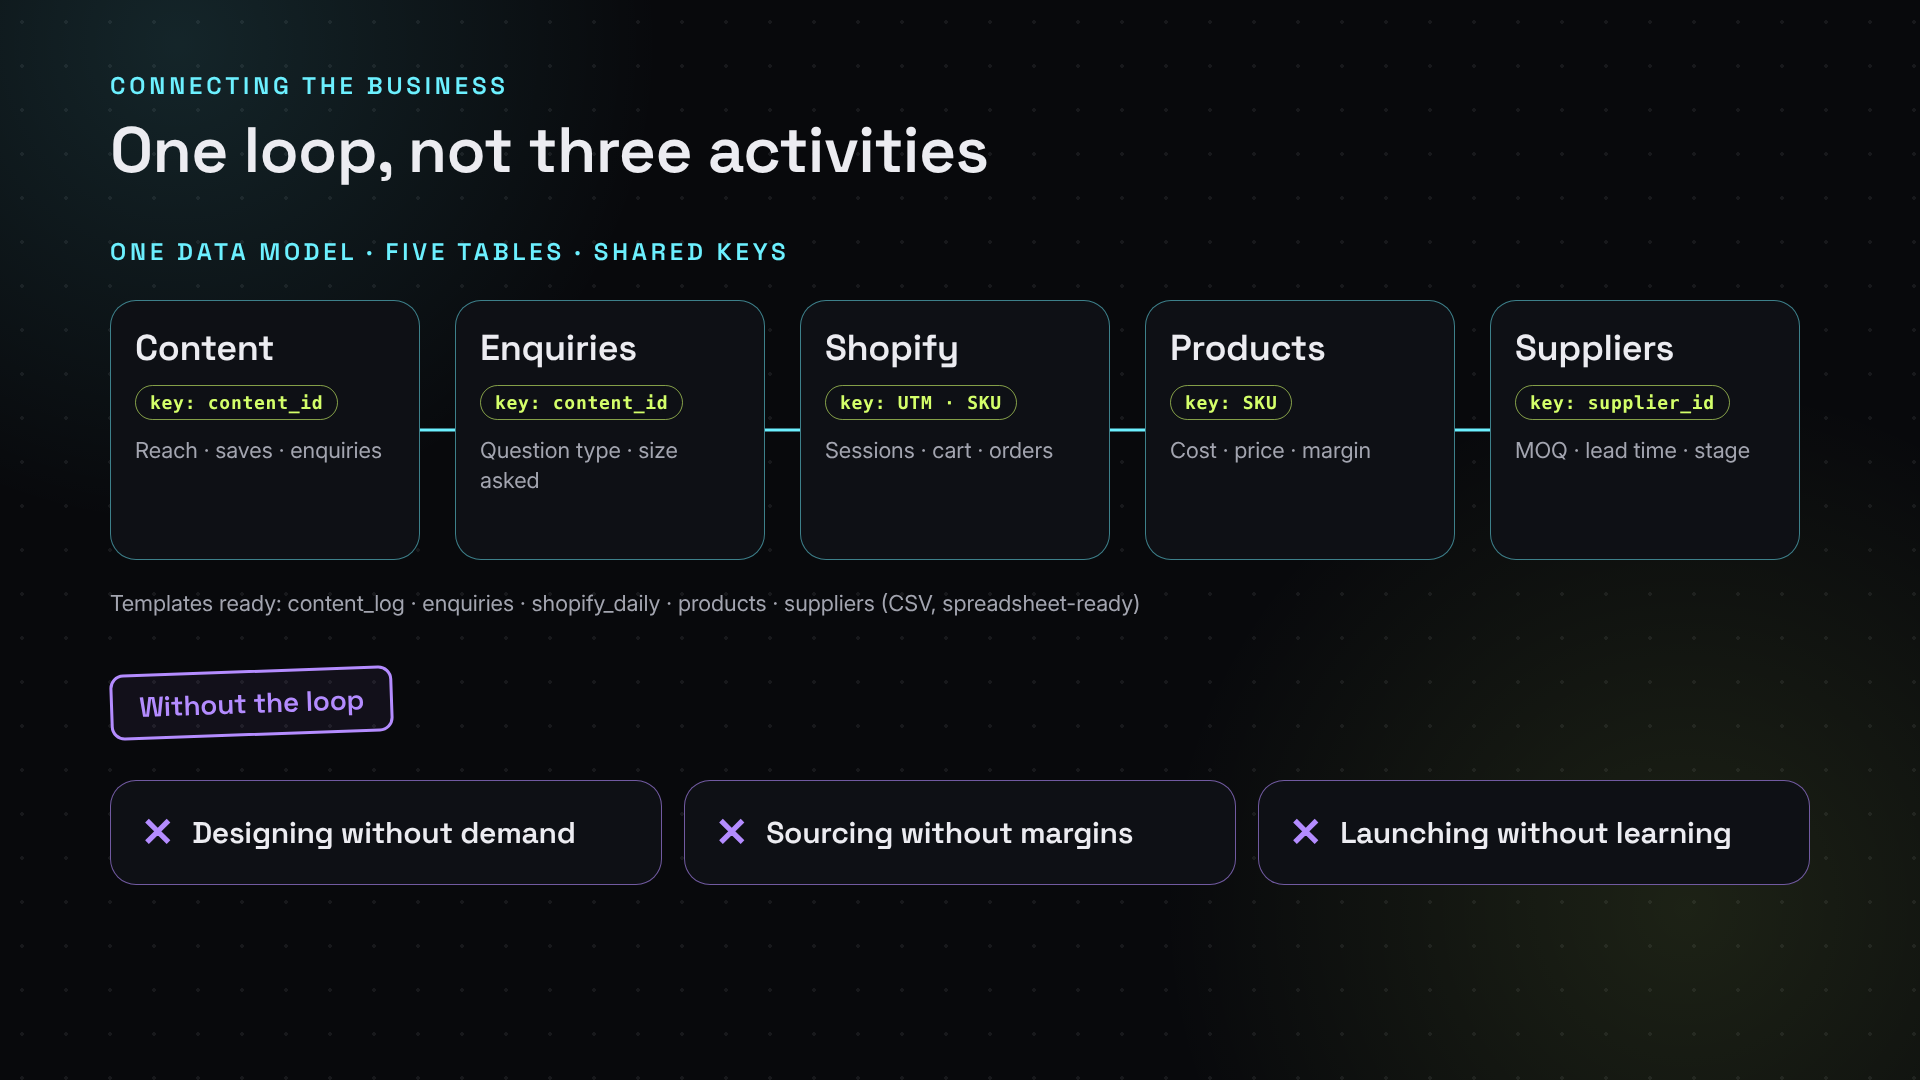 CONNECTING THE BUSINESS
One loop, not three activities
ONE DATA MODEL · FIVE TABLES · SHARED KEYS
Content
key: content_id
Reach · saves · enquiries
Enquiries
key: content_id
Question type · size
asked
Shopify
key: UTM · SKU
Sessions · cart · orders
Products
key: SKU
Cost · price · margin
Suppliers
key: supplier_id
MOQ · lead time · stage
Templates ready: content_log · enquiries · shopify_daily · products · suppliers (CSV, spreadsheet-ready)
Without the loop
✕ Designing without demand
✕ Sourcing without margins
✕ Launching without learning